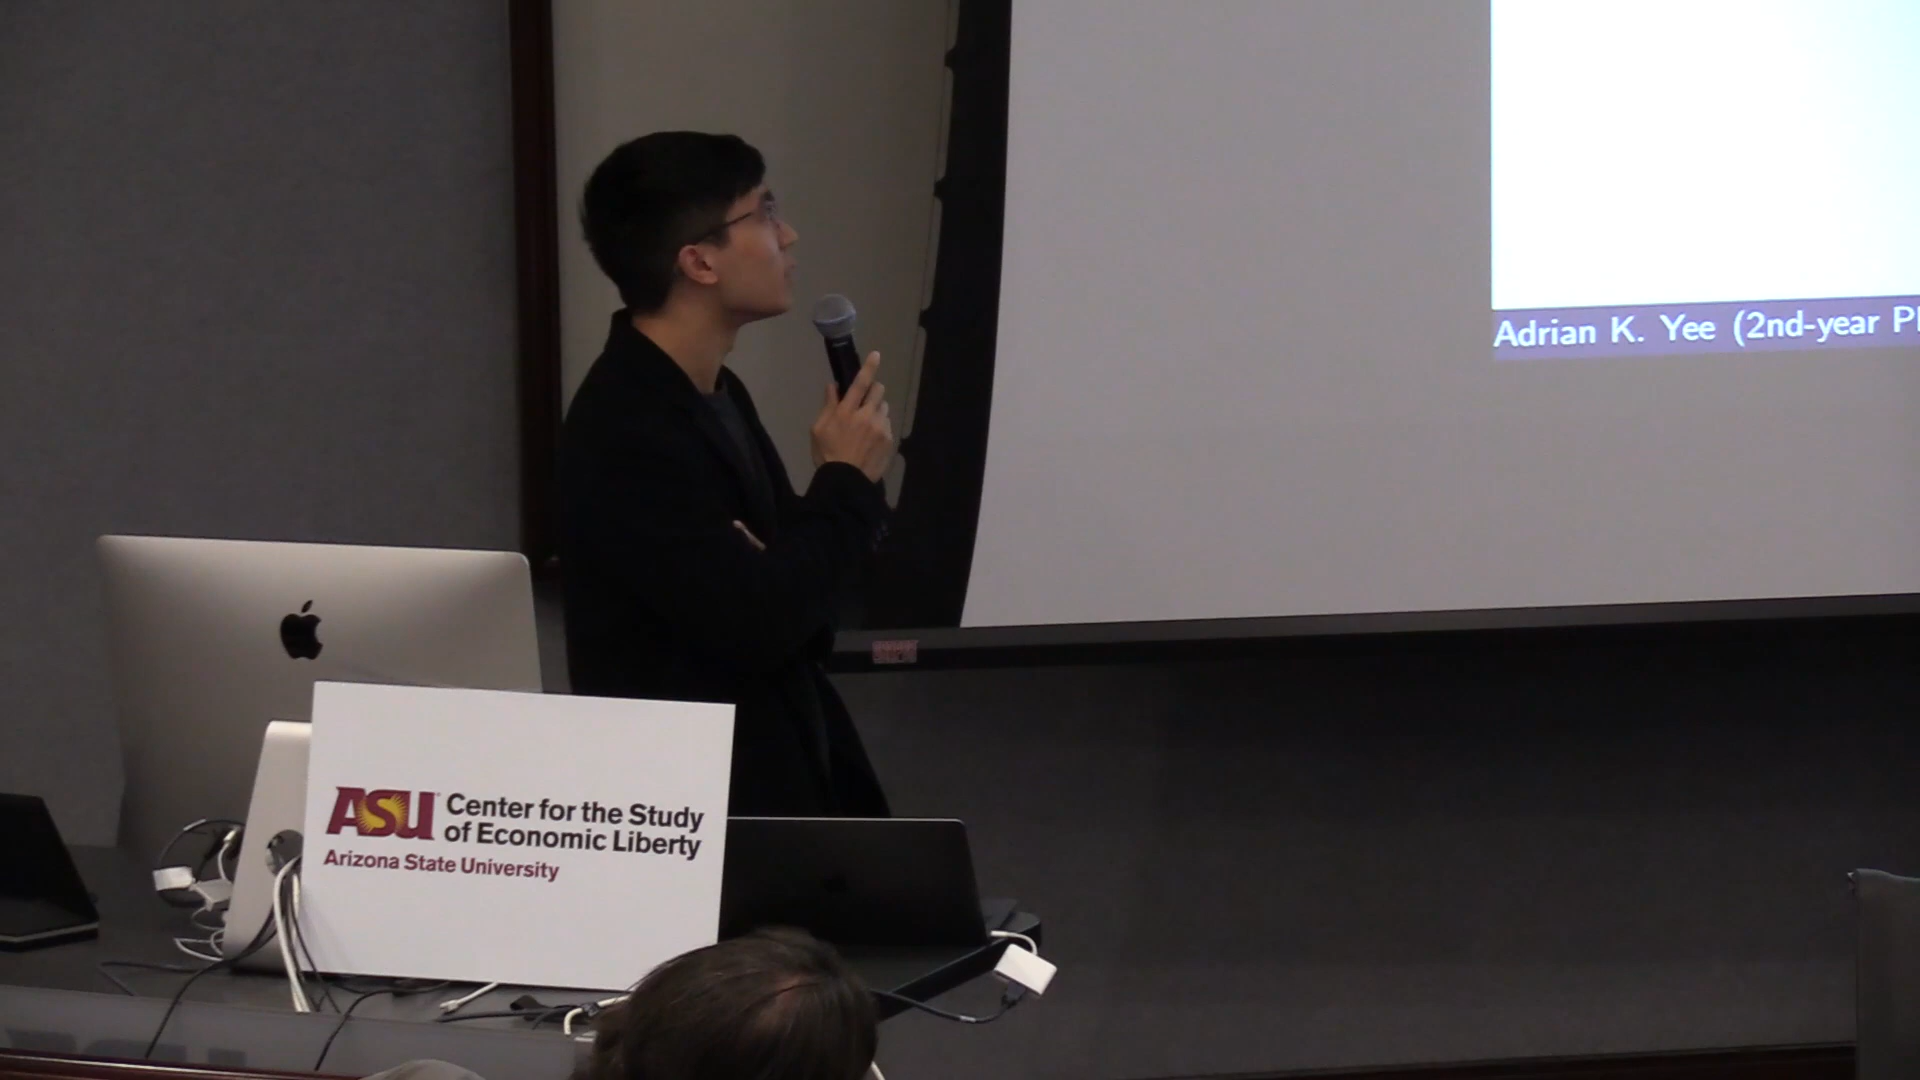 Adrian K. Yee (2nd-year
ASU Center for the Study
of Economic Liberty
Arizona State University